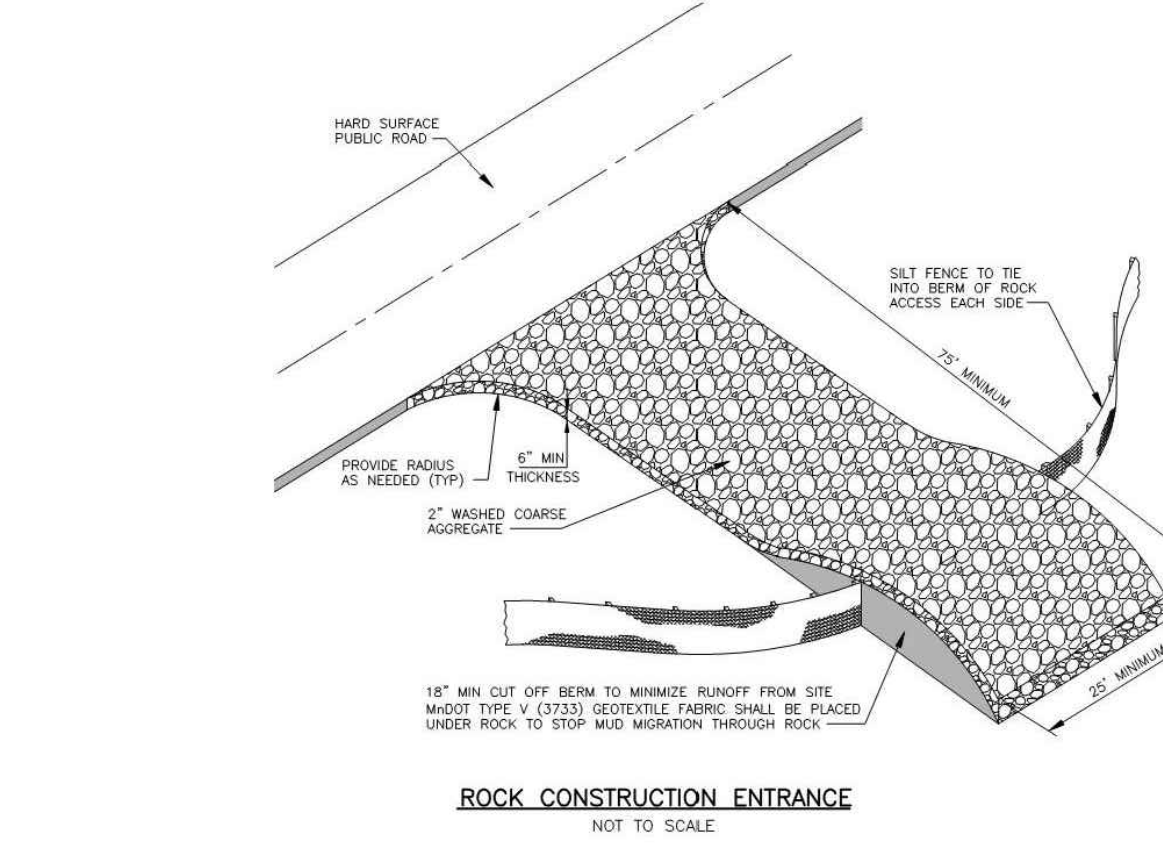 HARD SURFACE
PUBLIC ROAD
SILT FENCE TO TIE
INTO BERM OF ROCK
ACCESS EACH SIDE
75' MINIMUM
PROVIDE RADIUS
AS NEEDED (TYP)
6" MIN
THICKNESS
2" WASHED COARSE
AGGREGATE
25' MINIMUM
18" MIN CUT OFF BERM TO MINIMIZE RUNOFF FROM SITE
MnDOT TYPE V (3733) GEOTEXTILE FABRIC SHALL BE PLACED
UNDER ROCK TO STOP MUD MIGRATION THROUGH ROCK
ROCK CONSTRUCTION ENTRANCE
NOT TO SCALE